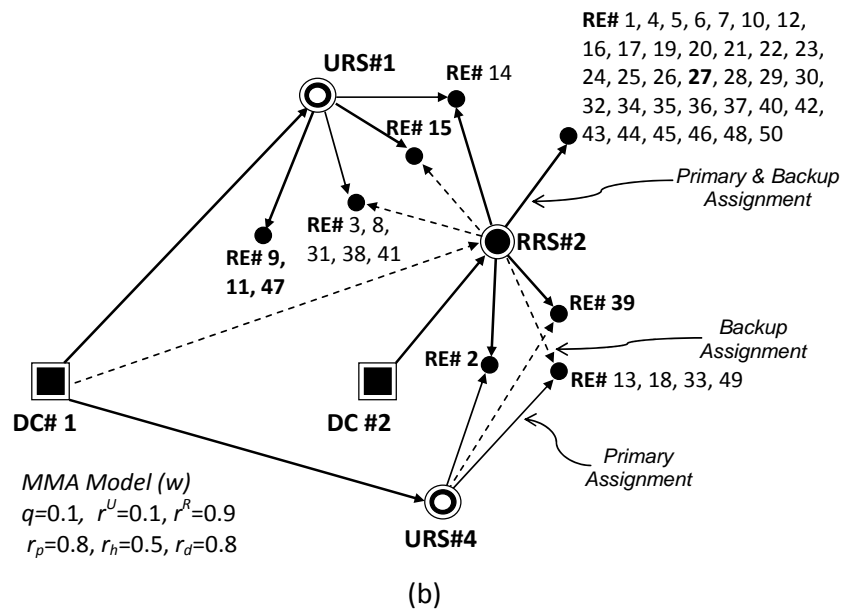 RE# 1, 4, 5, 6, 7, 10, 12,
16, 17, 19, 20, 21, 22, 23,
24, 25, 26, 27, 28, 29, 30,
32, 34, 35, 36, 37, 40, 42,
43, 44, 45, 46, 48, 50
URS#1
RE# 14
RE# 15
Primary & Backup
Assignment
RE# 3, 8,
31, 38, 41
RRS#2
RE# 9,
11, 47
RE# 39
Backup
Assignment
RE# 2
RE# 13, 18, 33, 49
DC# 1
DC #2
Primary
Assignment
MMA Model (w)
q=0.1, r^U=0.1, r^R=0.9
r_p=0.8, r_h=0.5, r_d=0.8
URS#4
(b)